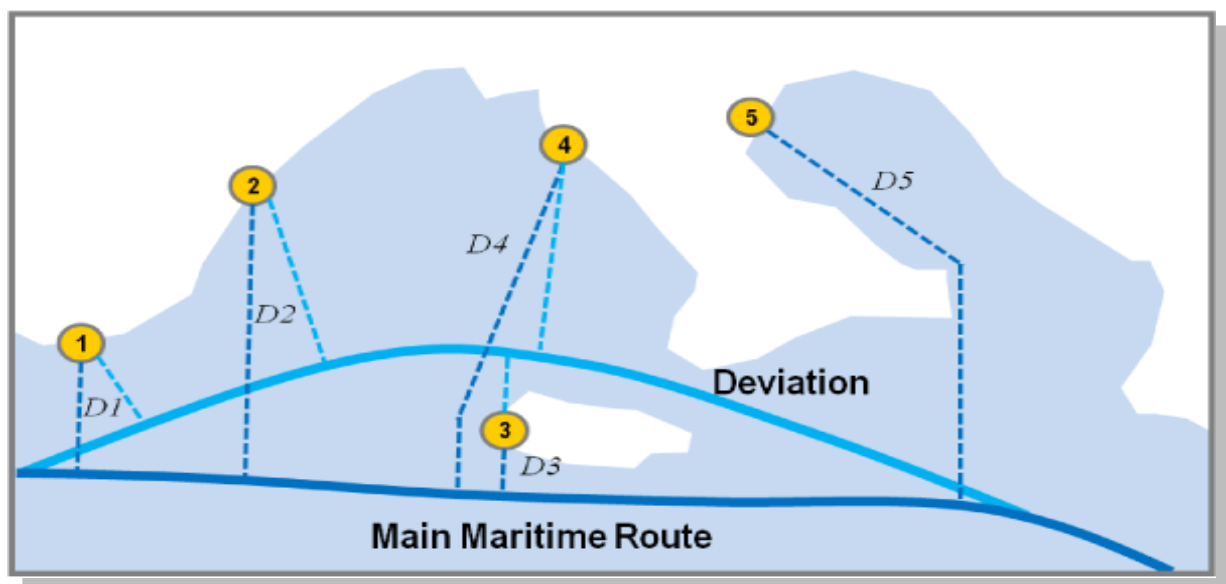 5
4
2
D5
D4
D2
1
Deviation
D1
3
D3
Main Maritime Route